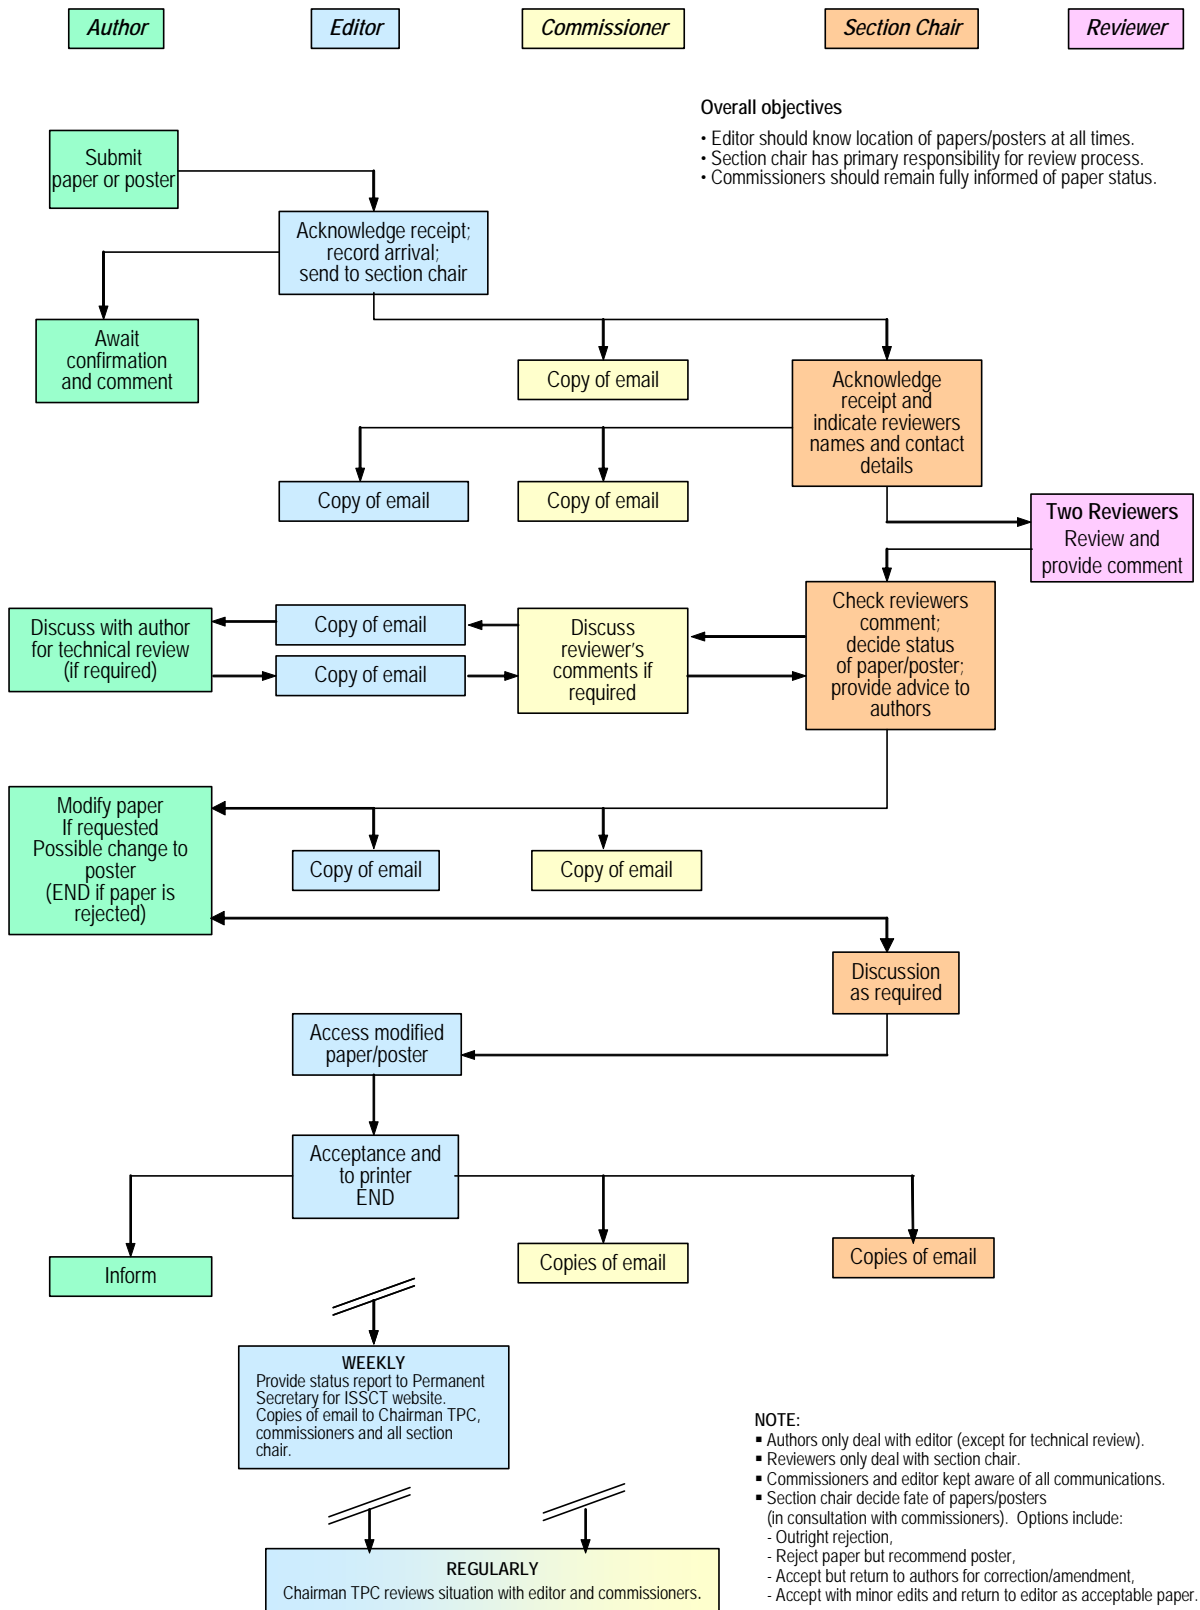 Author
Editor
Commissioner
Section Chair
Reviewer
Overall objectives
• Editor should know location of papers/posters at all times.
• Section chair has primary responsibility for review process.
• Commissioners should remain fully informed of paper status.
Submit
paper or poster
Acknowledge receipt;
record arrival;
send to section chair
Await
confirmation
and comment
Copy of email
Acknowledge
receipt and
indicate reviewers
names and contact
details
Copy of email
Copy of email
Two Reviewers
Review and
provide comment
Discuss with author
for technical review
(if required)
Copy of email
Copy of email
Discuss
reviewer's
comments if
required
Check reviewers
comment;
decide status
of paper/poster;
provide advice to
authors
Modify paper
If requested
Possible change to
poster
(END if paper is
rejected)
Copy of email
Copy of email
Discussion
as required
Access modified
paper/poster
Acceptance and
to printer
END
Inform
Copies of email
Copies of email
WEEKLY
Provide status report to Permanent
Secretary for ISSCT website.
Copies of email to Chairman TPC,
commissioners and all section
chair.
REGULARLY
Chairman TPC reviews situation with editor and commissioners.
NOTE:
▪ Authors only deal with editor (except for technical review).
▪ Reviewers only deal with section chair.
▪ Commissioners and editor kept aware of all communications.
▪ Section chair decide fate of papers/posters
(in consultation with commissioners). Options include:
- Outright rejection,
- Reject paper but recommend poster,
- Accept but return to authors for correction/amendment,
- Accept with minor edits and return to editor as acceptable paper.